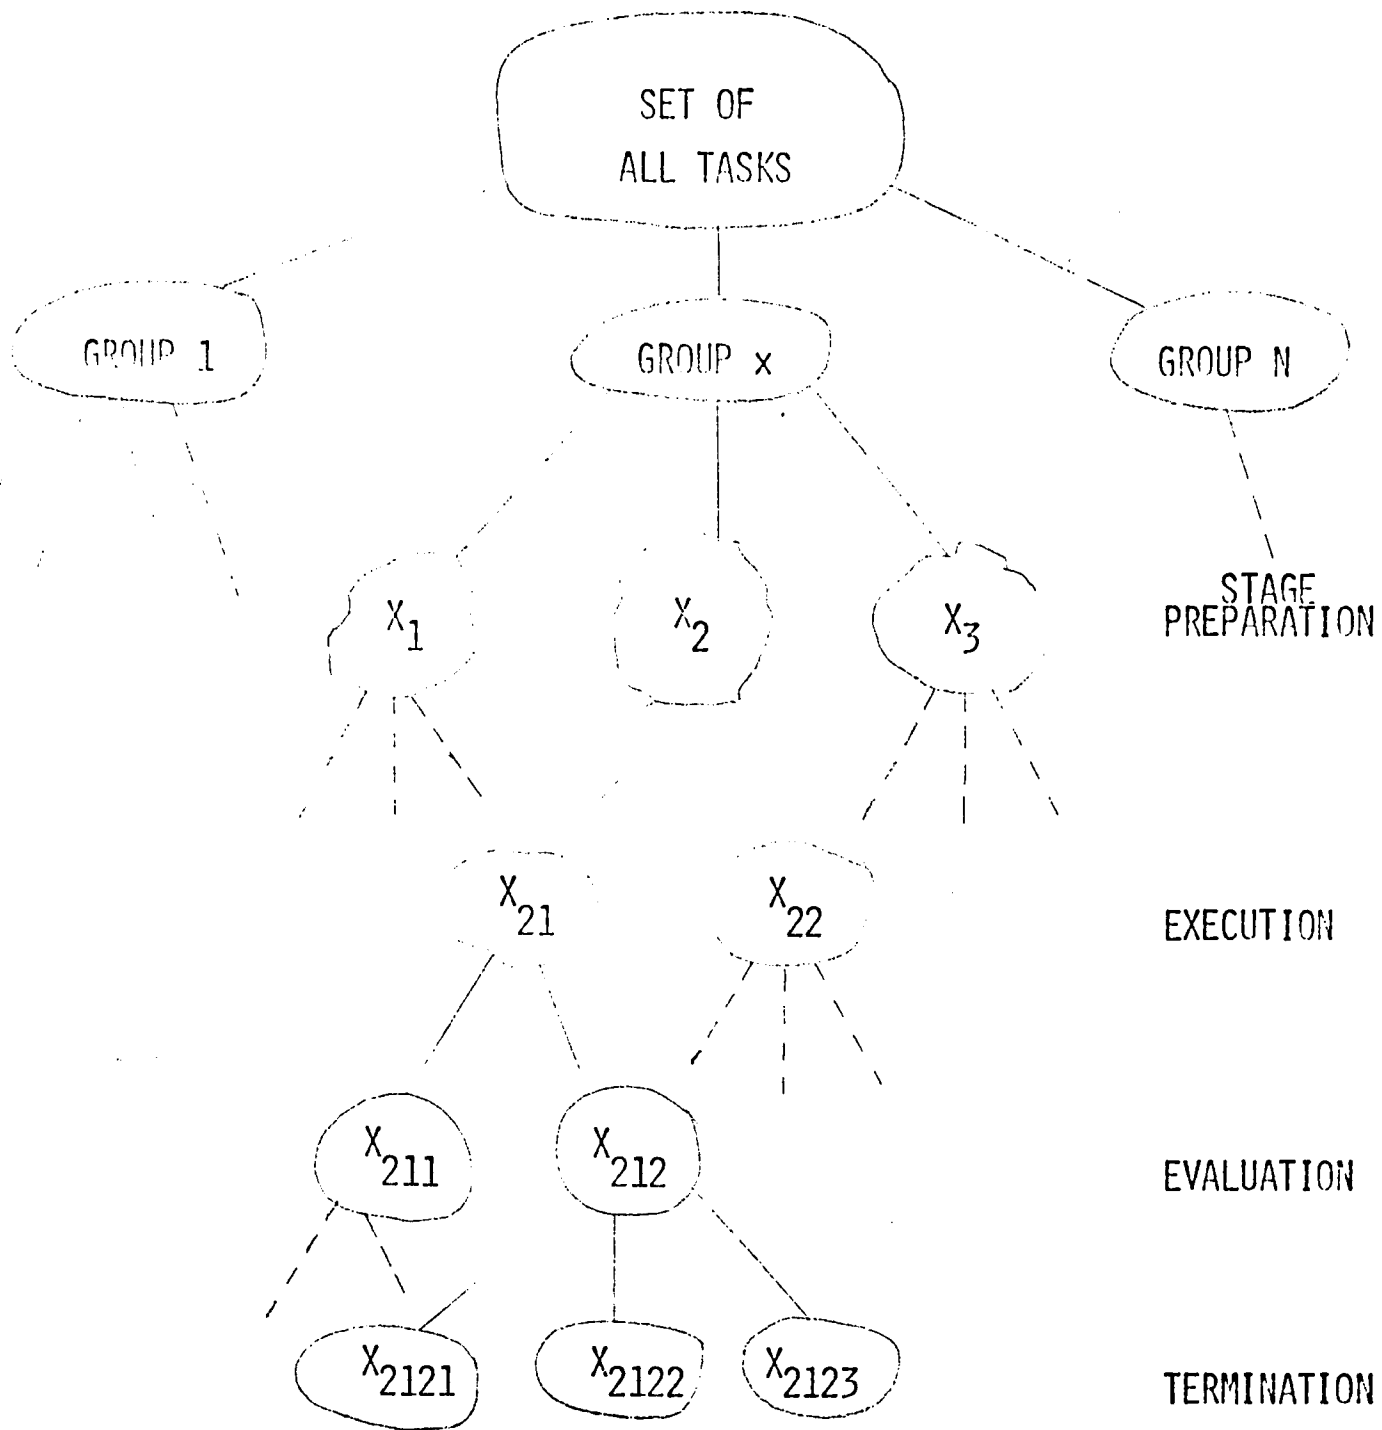 SET OF
ALL TASKS
GROUP 1
GROUP x
GROUP N
STAGE
X₁
X₂
X₃
PREPARATION
X₂₁
X₂₂
EXECUTION
X₂₁₁
X₂₁₂
EVALUATION
X₂₁₂₁
X₂₁₂₂
X₂₁₂₃
TERMINATION